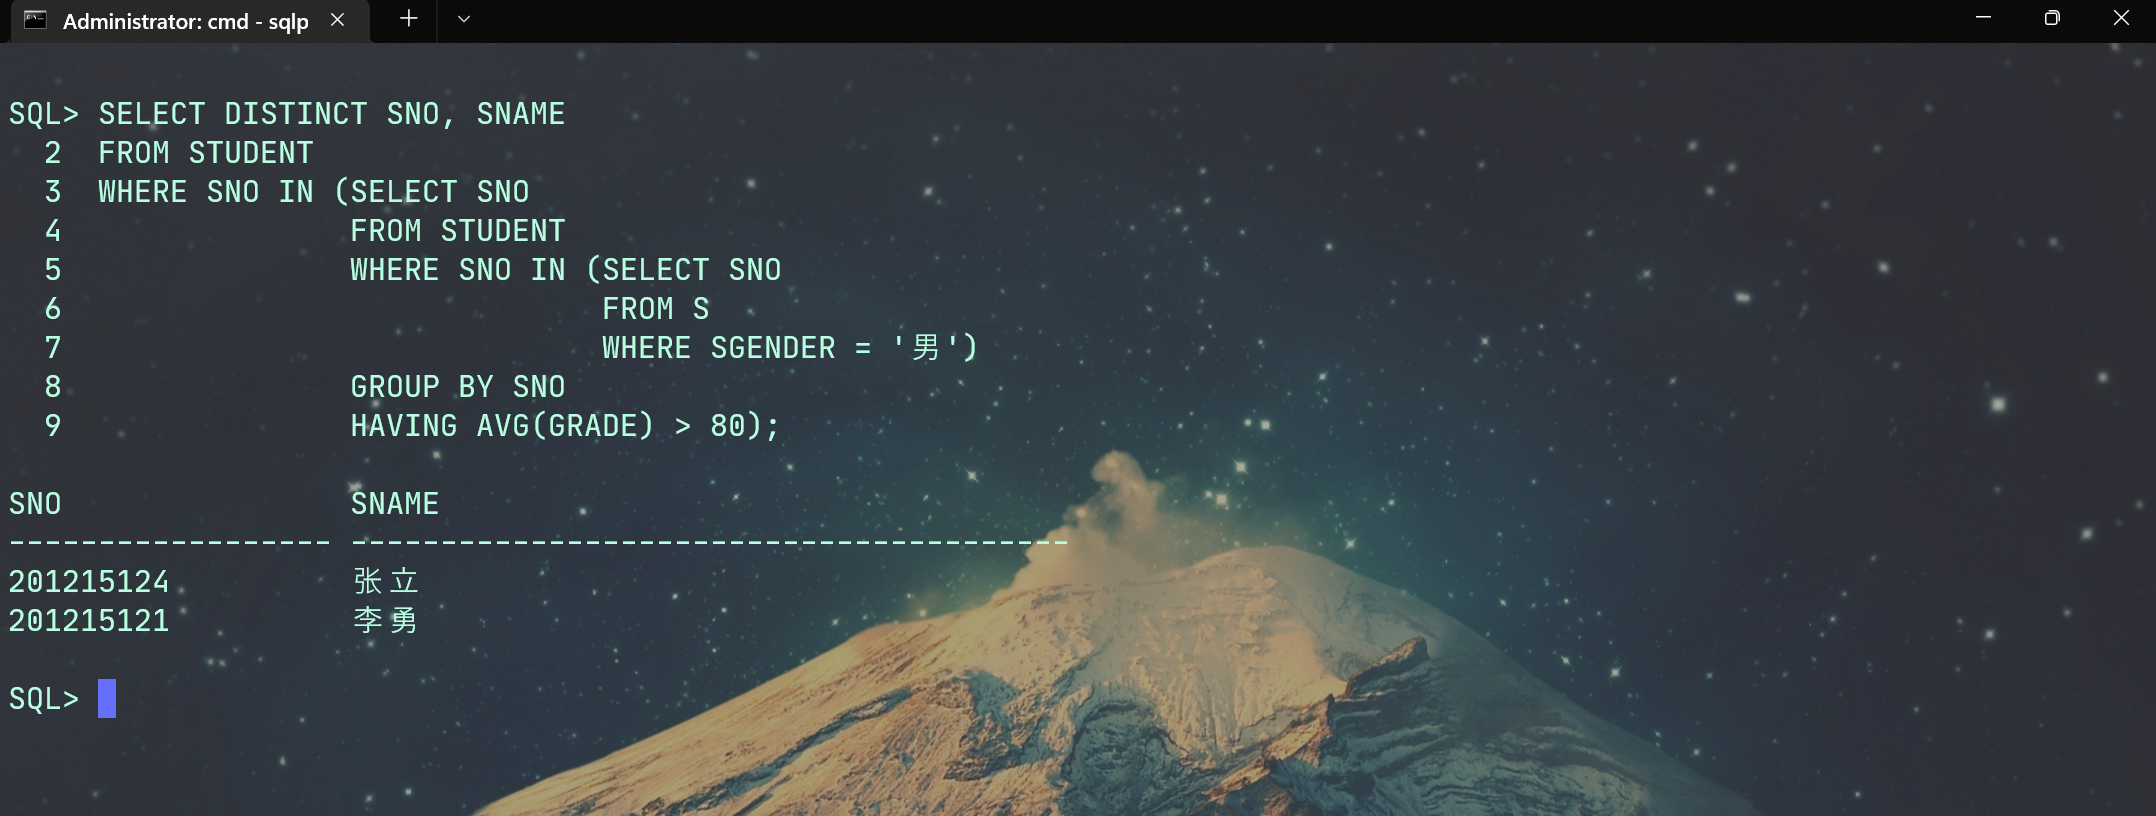 Administrator: cmd - sqlp
SQL> SELECT DISTINCT SNO, SNAME
  2  FROM STUDENT
  3  WHERE SNO IN (SELECT SNO
  4                FROM STUDENT
  5                WHERE SNO IN (SELECT SNO
  6                              FROM S
  7                              WHERE SGENDER = '男')
  8                GROUP BY SNO
  9                HAVING AVG(GRADE) > 80);
SNO                SNAME
------------------ ----------------------------------------
201215124          张立
201215121          李勇
SQL>